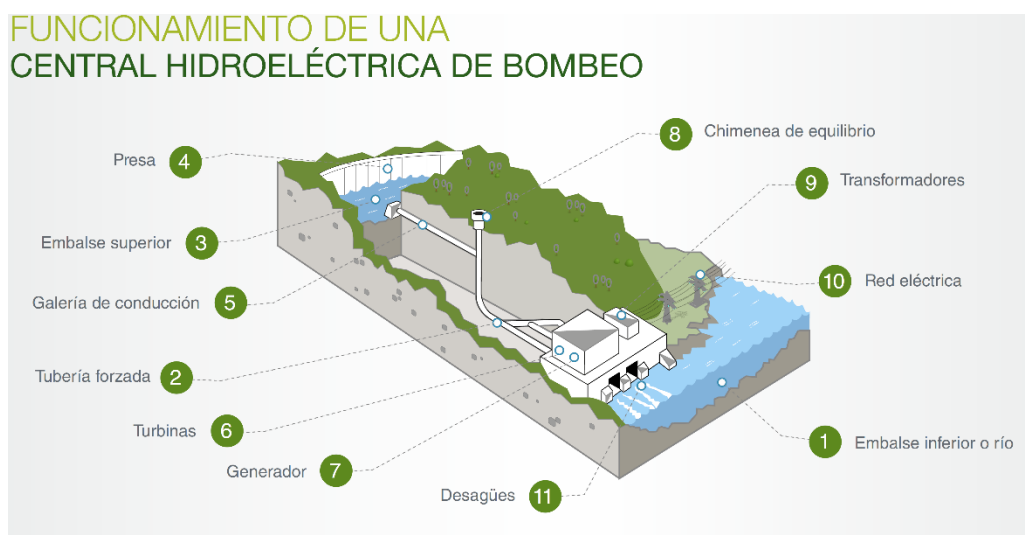 FUNCIONAMIENTO DE UNA
CENTRAL HIDROELÉCTRICA DE BOMBEO
8 Chimenea de equilibrio
Presa 4
9 Transformadores
Embalse superior 3
10 Red eléctrica
Galería de conducción 5
Tubería forzada 2
Turbinas 6
1 Embalse inferior o río
Generador 7
Desagües 11